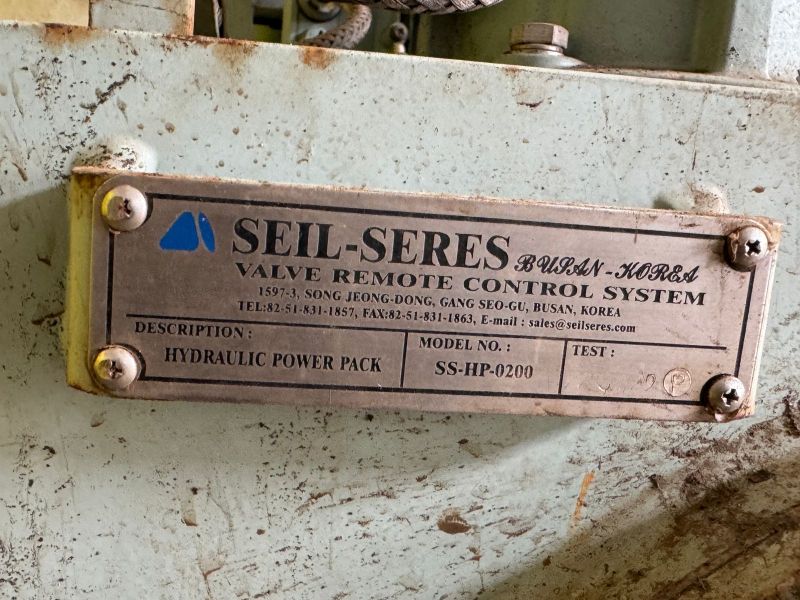 SEIL-SERES BUSAN-KOREA
VALVE REMOTE CONTROL SYSTEM
1597-3, SONG JEONG-DONG, GANG SEO-GU, BUSAN, KOREA
TEL:82-51-831-1857, FAX:82-51-831-1863, E-mail : sales@seilseres.com
DESCRIPTION :
HYDRAULIC POWER PACK
MODEL NO. :
SS-HP-0200
TEST :
P